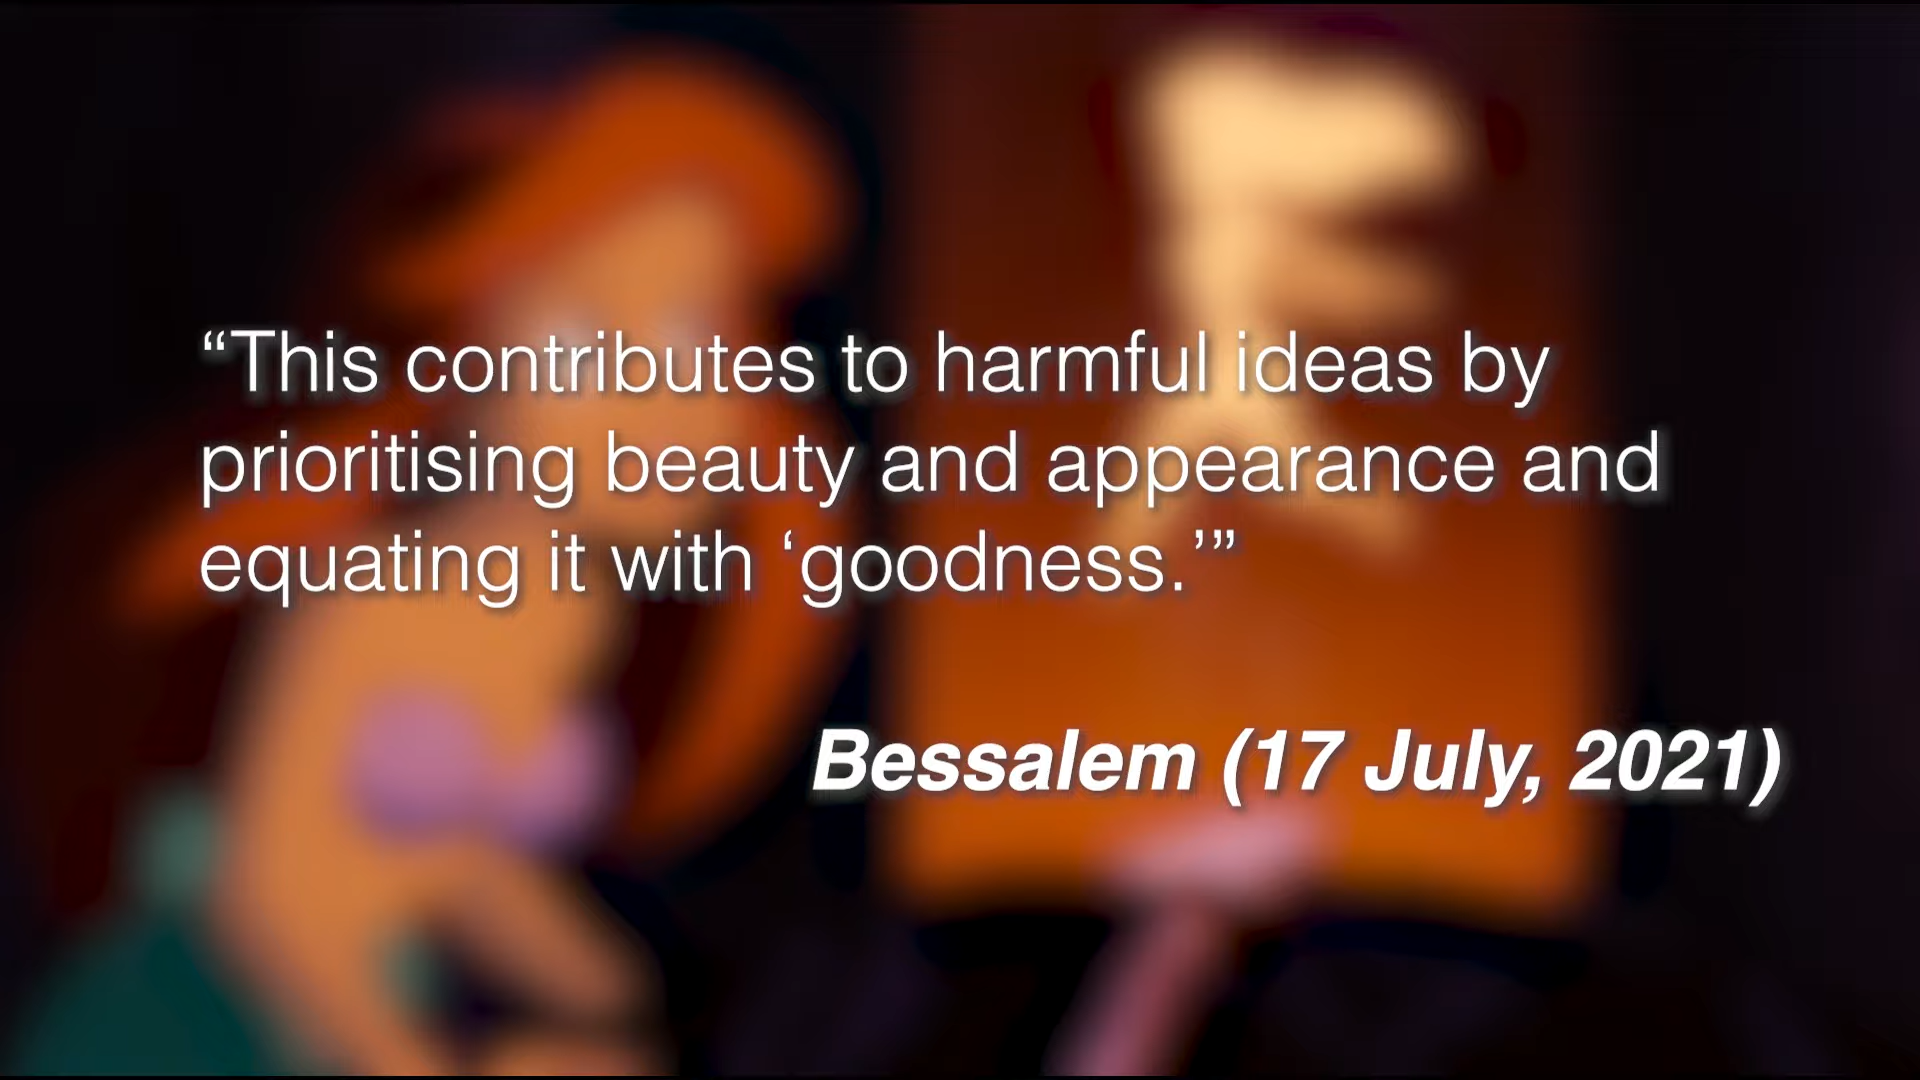 “This contributes to harmful ideas by
prioritising beauty and appearance and
equating it with ‘goodness.’”
Bessalem (17 July, 2021)